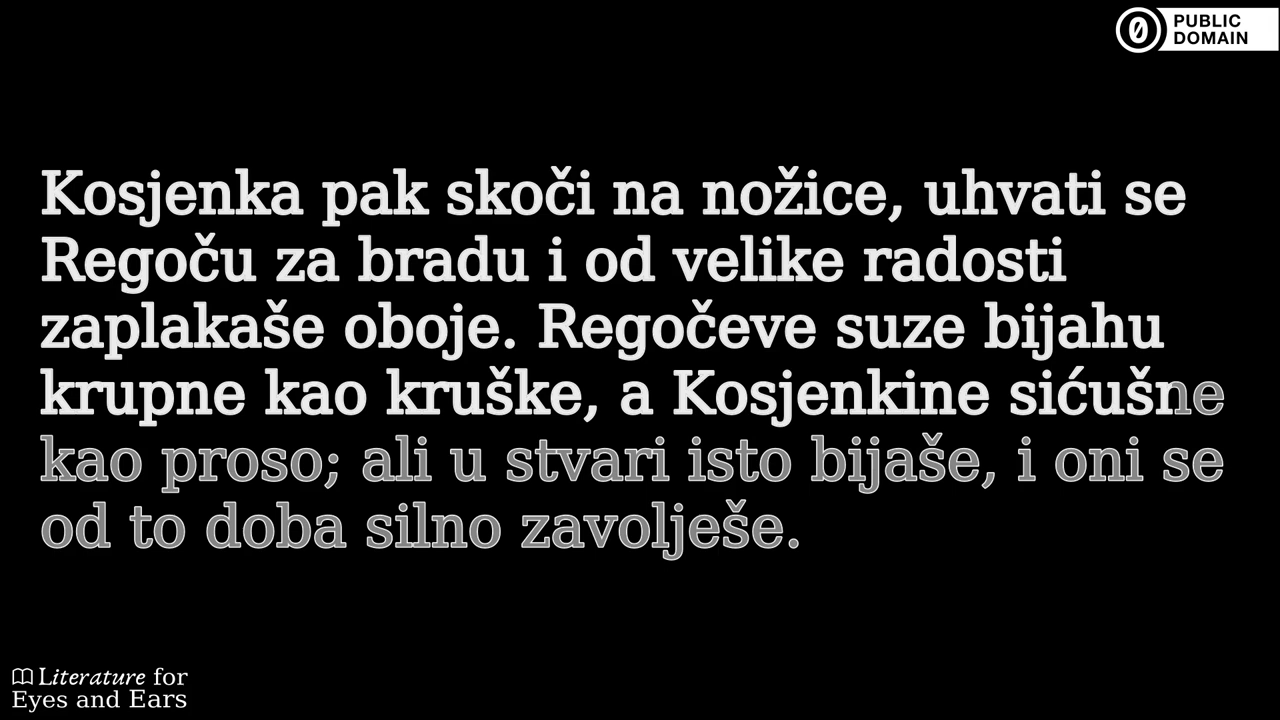 PUBLIC
DOMAIN
Kosjenka pak skoči na nožice, uhvati se
Regoču za bradu i od velike radosti
zaplakaše oboje. Regočeve suze bijahu
krupne kao kruške, a Kosjenkine sićušne
kao proso; ali u stvari isto bijaše, i oni se
od to doba silno zavolješe.
Literature for
Eyes and Ears